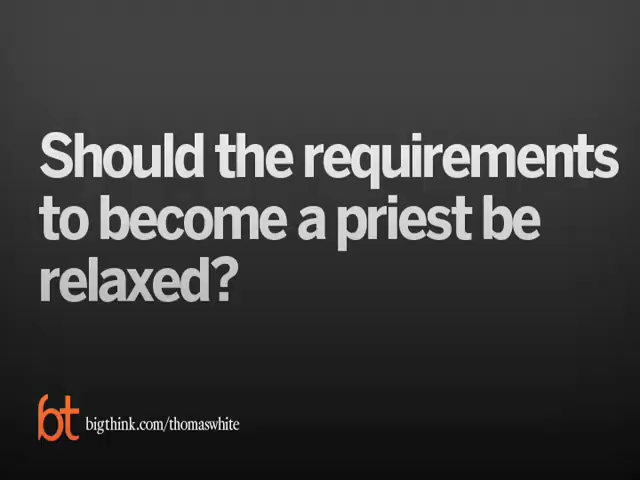 Should the requirements
to become a priest be
relaxed?
bt
bigthink.com/thomaswhite